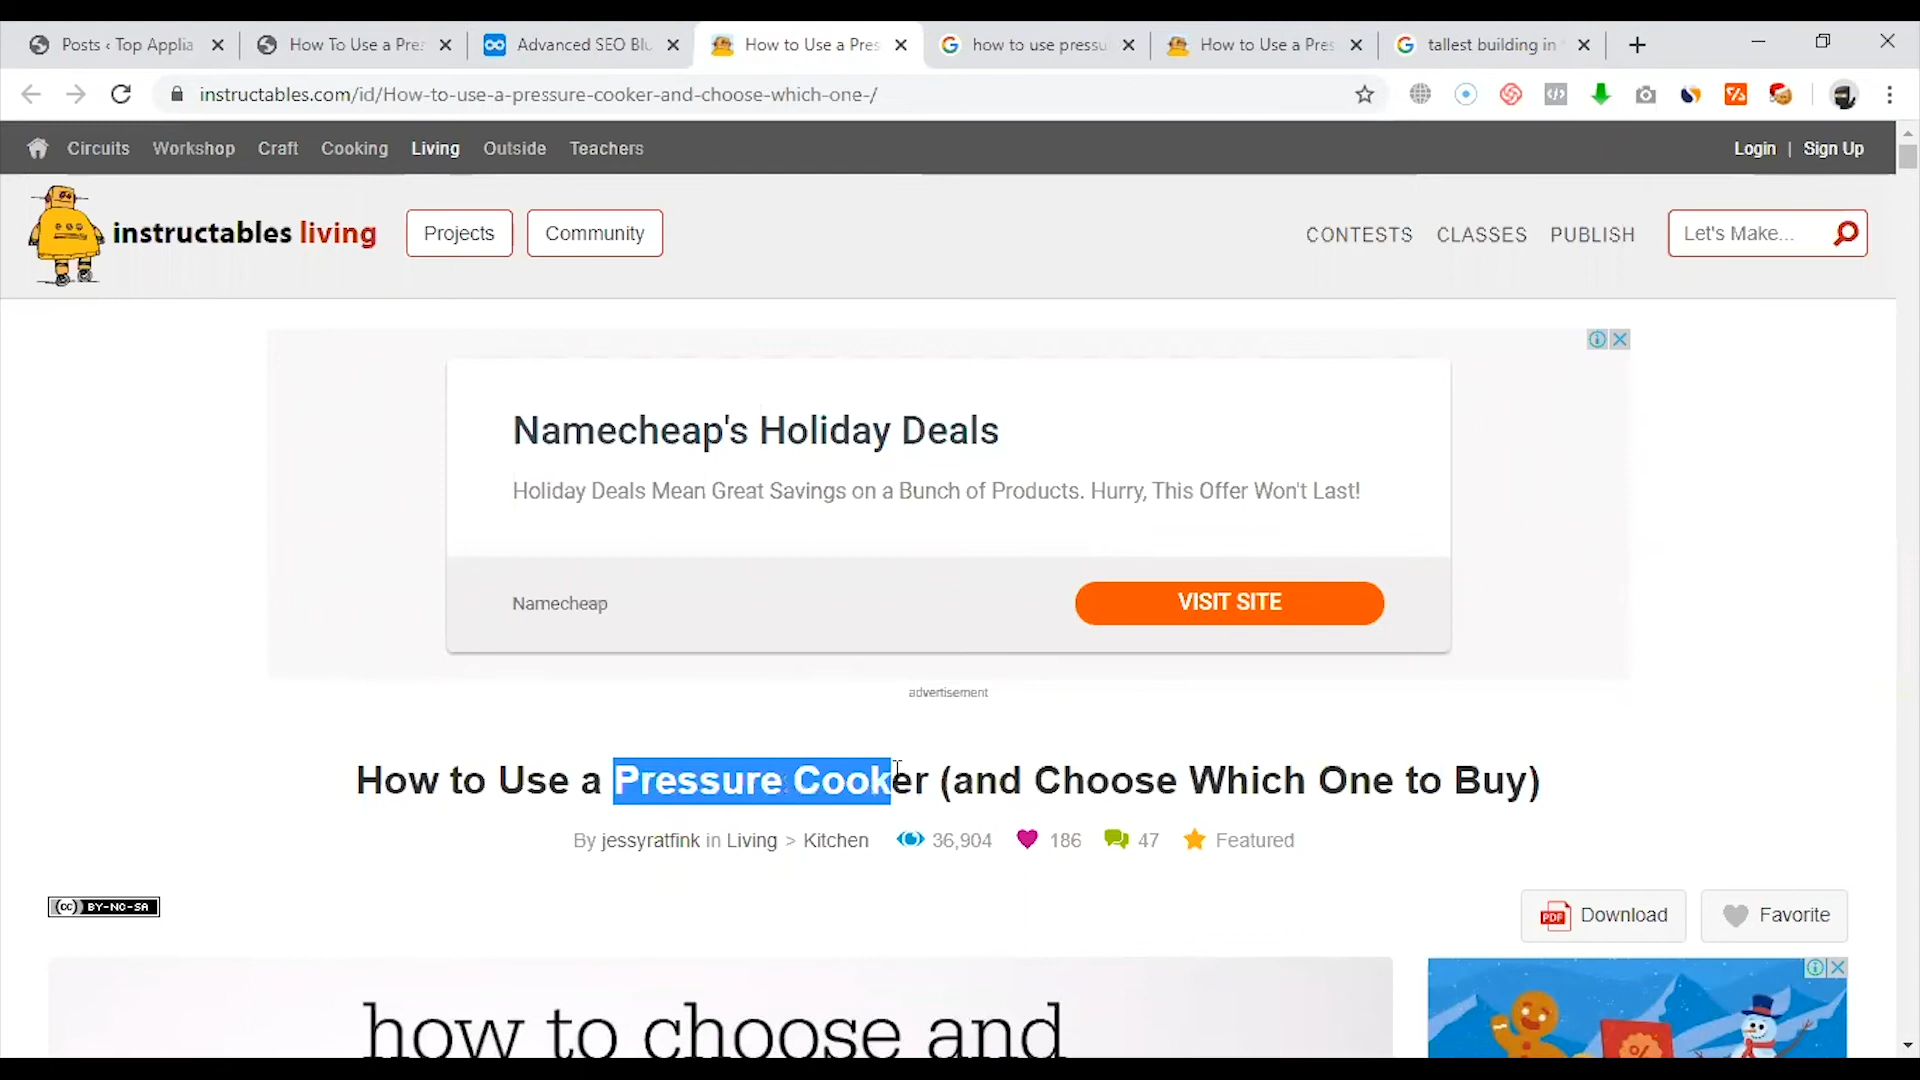 Posts ‹ Top Applia
How To Use a Pre:
Advanced SEO Blu
How to Use a Pres
how to use pressu
How to Use a Pres
tallest building in
instructables.com/id/How-to-use-a-pressure-cooker-and-choose-which-one-/
Circuits Workshop Craft Cooking Living Outside Teachers
Login | Sign Up
instructables living
Projects
Community
CONTESTS CLASSES PUBLISH
Let's Make...
Namecheap's Holiday Deals
Holiday Deals Mean Great Savings on a Bunch of Products. Hurry, This Offer Won't Last!
Namecheap
VISIT SITE
advertisement
How to Use a Pressure Cooker (and Choose Which One to Buy)
By jessyratfink in Living > Kitchen 36,904 186 47 Featured
(cc) BY-NC-SA
PDF Download
Favorite
how to choose and